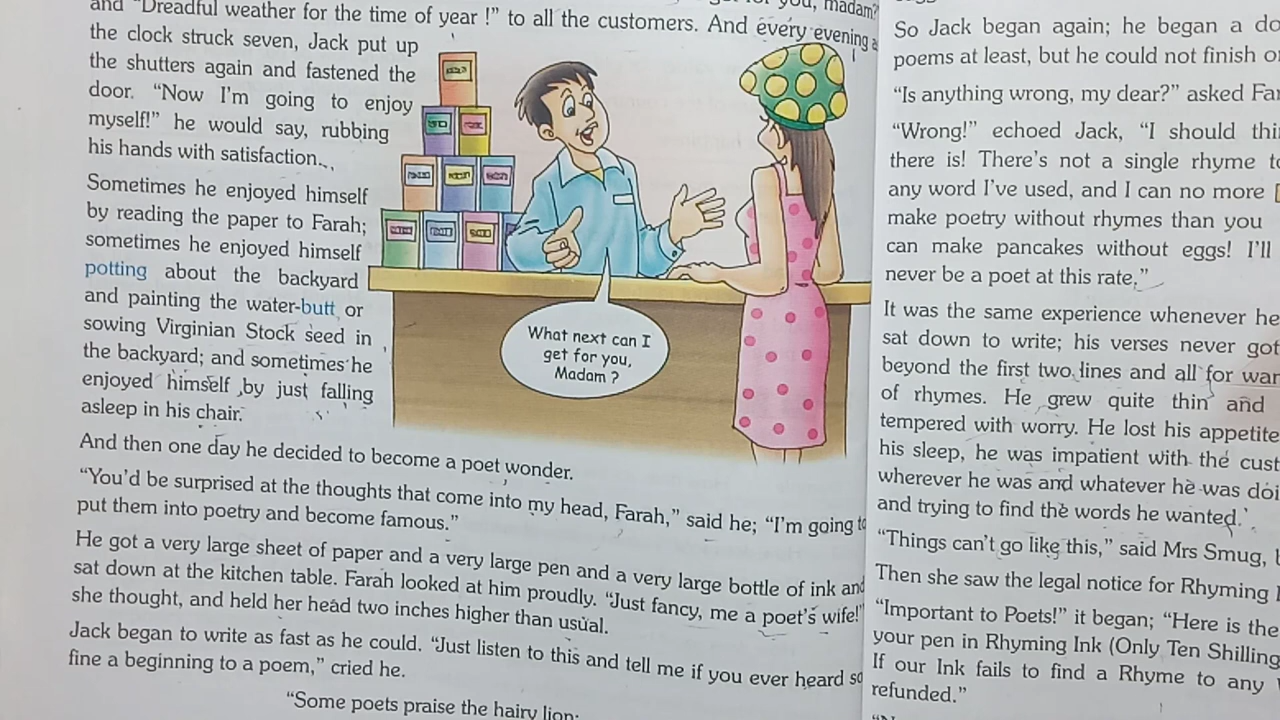 and "Dreadful weather for the time of year !" to all the customers. And every evening
the clock struck seven, Jack put up
the shutters again and fastened the
door. "Now I'm going to enjoy
myself!" he would say, rubbing
his hands with satisfaction.
Sometimes he enjoyed himself
by reading the paper to Farah;
sometimes he enjoyed himself
potting about the backyard
and painting the water-butt or
sowing Virginian Stock seed in
the backyard; and sometimes he
enjoyed himself by just falling
asleep in his chair.
What next can I
get for you,
Madam ?
And then one day he decided to become a poet wonder.
"You'd be surprised at the thoughts that come into my head, Farah," said he; "I'm going
put them into poetry and become famous."
He got a very large sheet of paper and a very large pen and a very large bottle of ink and
sat down at the kitchen table. Farah looked at him proudly. "Just fancy, me a poet's wife!"
she thought, and held her head two inches higher than usual.
Jack began to write as fast as he could. "Just listen to this and tell me if you ever heard
fine a beginning to a poem," cried he.
"Some poets praise the hairy lion;
madam?
So Jack began again; he began a
poems at least, but he could not finish
"Is anything wrong, my dear?" asked
"Wrong!" echoed Jack, "I should
there is! There's not a single rhyme
any word I've used, and I can no more
make poetry without rhymes than you
can make pancakes without eggs! I'll
never be a poet at this rate,"
It was the same experience whenever he
sat down to write; his verses never got
beyond the first two lines and all for
of rhymes. He grew quite thin and
tempered with worry. He lost his appetite
his sleep, he was impatient with the
wherever he was and whatever he was
and trying to find the words he wanted.
"Things can't go like this," said Mrs Smug,
Then she saw the legal notice for Rhyming
"Important to Poets!" it began; "Here is the
your pen in Rhyming Ink (Only Ten
If our Ink fails to find a Rhyme to any
refunded."